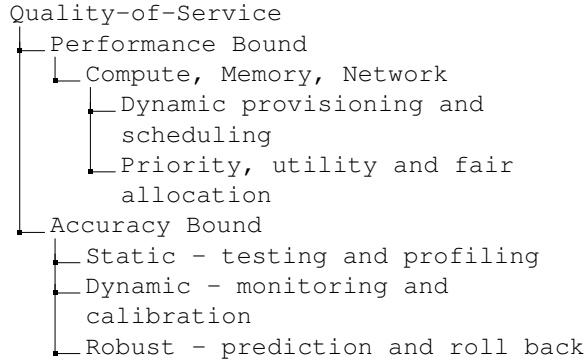 Quality-of-Service
Performance Bound
Compute, Memory, Network
Dynamic provisioning and
scheduling
Priority, utility and fair
allocation
Accuracy Bound
Static - testing and profiling
Dynamic - monitoring and
calibration
Robust - prediction and roll back